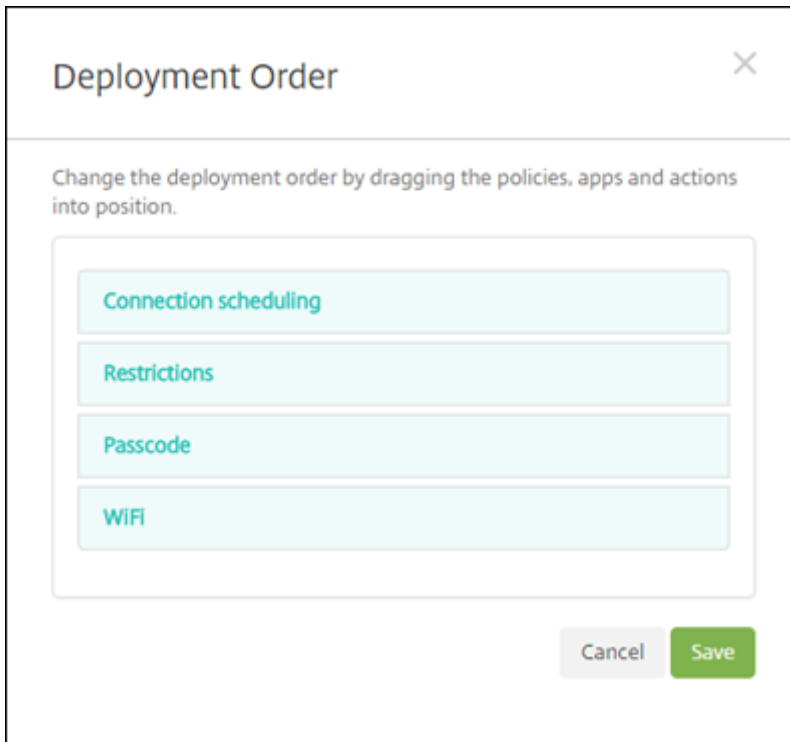 Deployment Order
Change the deployment order by dragging the policies, apps and actions
into position.
Connection scheduling
Restrictions
Passcode
WiFi
Cancel Save